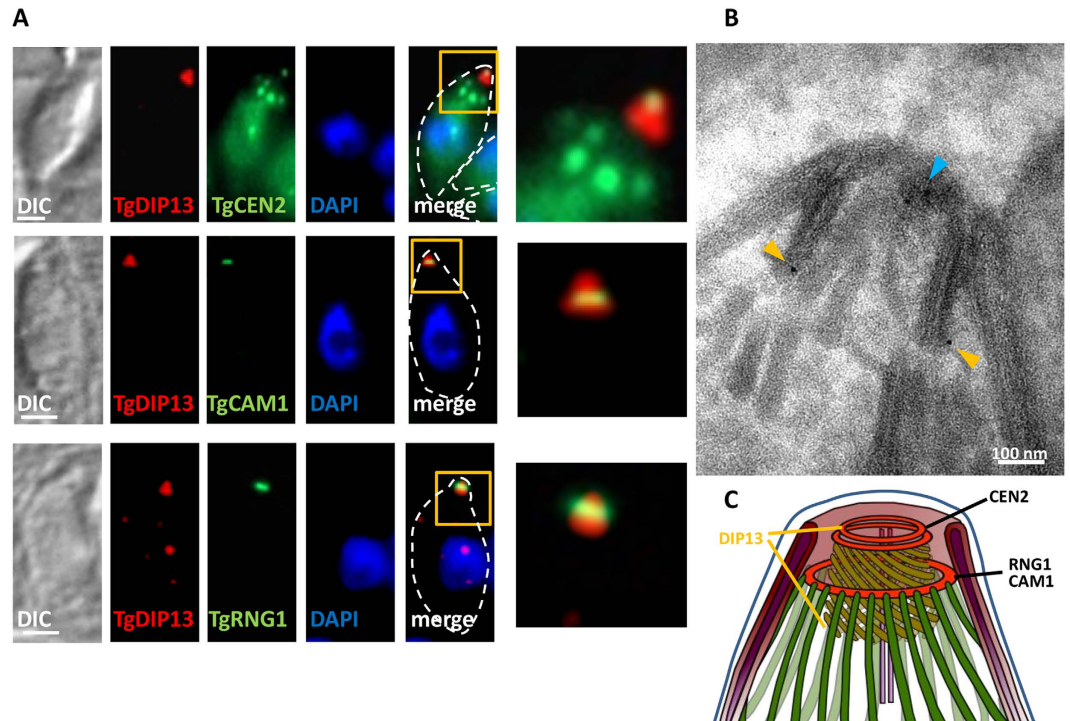 A
B
DIC
TgDIP13
TgCEN2
DAPI
merge
DIC
TgDIP13
TgCAM1
DAPI
merge
DIC
TgDIP13
TgRNG1
DAPI
merge
100 nm
C
CEN2
DIP13
RNG1
CAM1